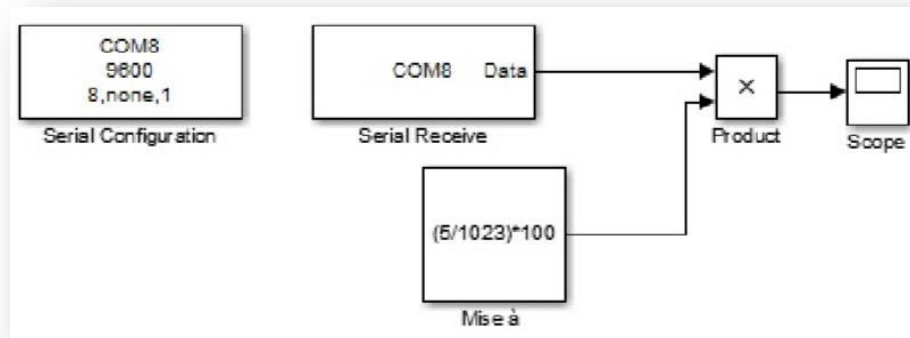 COM8
9600
8,none,1
Serial Configuration
COM8 Data
Serial Receive
×
Product
Scope
(5/1023)*100
Mise à